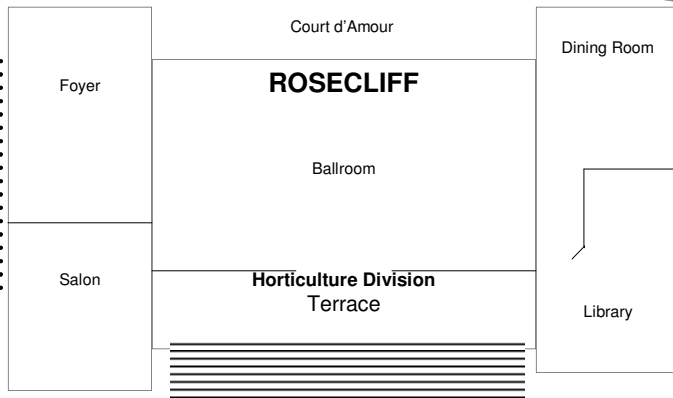 Court d'Amour
Dining Room
Foyer
ROSECLIFF
Ballroom
Salon
Horticulture Division
Terrace
Library